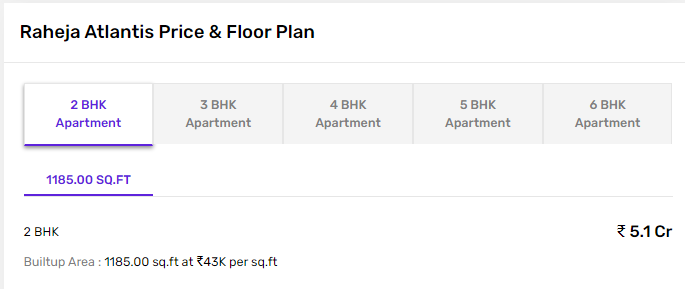 Raheja Atlantis Price & Floor Plan
2 BHK
Apartment
3 BHK
Apartment
4 BHK
Apartment
5 BHK
Apartment
6 BHK
Apartment
1185.00 SQ.FT
2 BHK
₹ 5.1 Cr
Builtup Area : 1185.00 sq.ft at ₹43K per sq.ft